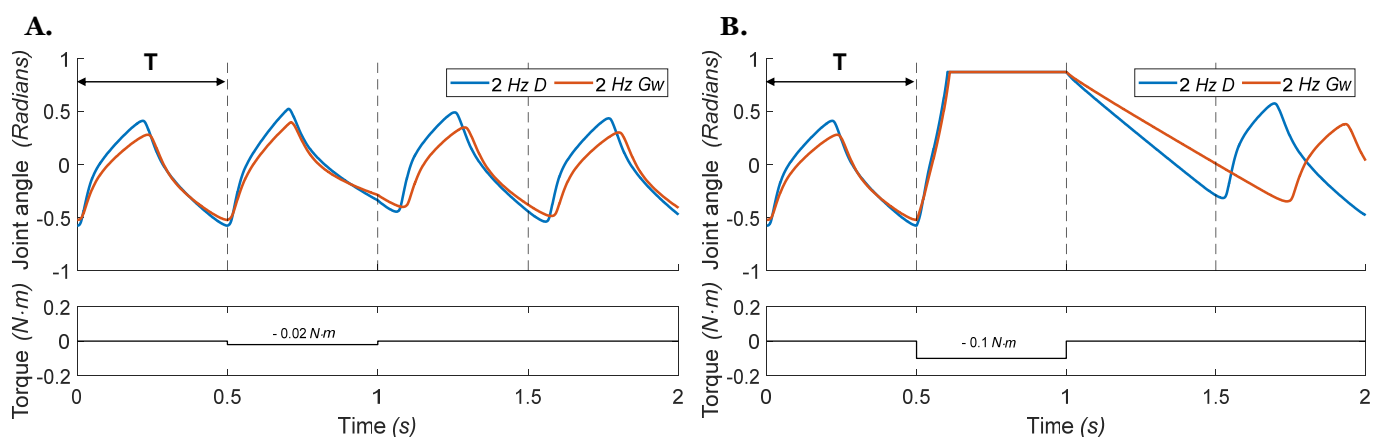 A.
T
2 Hz D 2 Hz Gw
Joint angle (Radians)
1
0.5
0
-0.5
-1
Torque (N·m)
0.2
0
-0.2
- 0.02 N·m
0 0.5 1 1.5 2
Time (s)
B.
T
2 Hz D 2 Hz Gw
Joint angle (Radians)
1
0.5
0
-0.5
-1
Torque (N·m)
0.2
0
-0.2
- 0.1 N·m
0 0.5 1 1.5 2
Time (s)